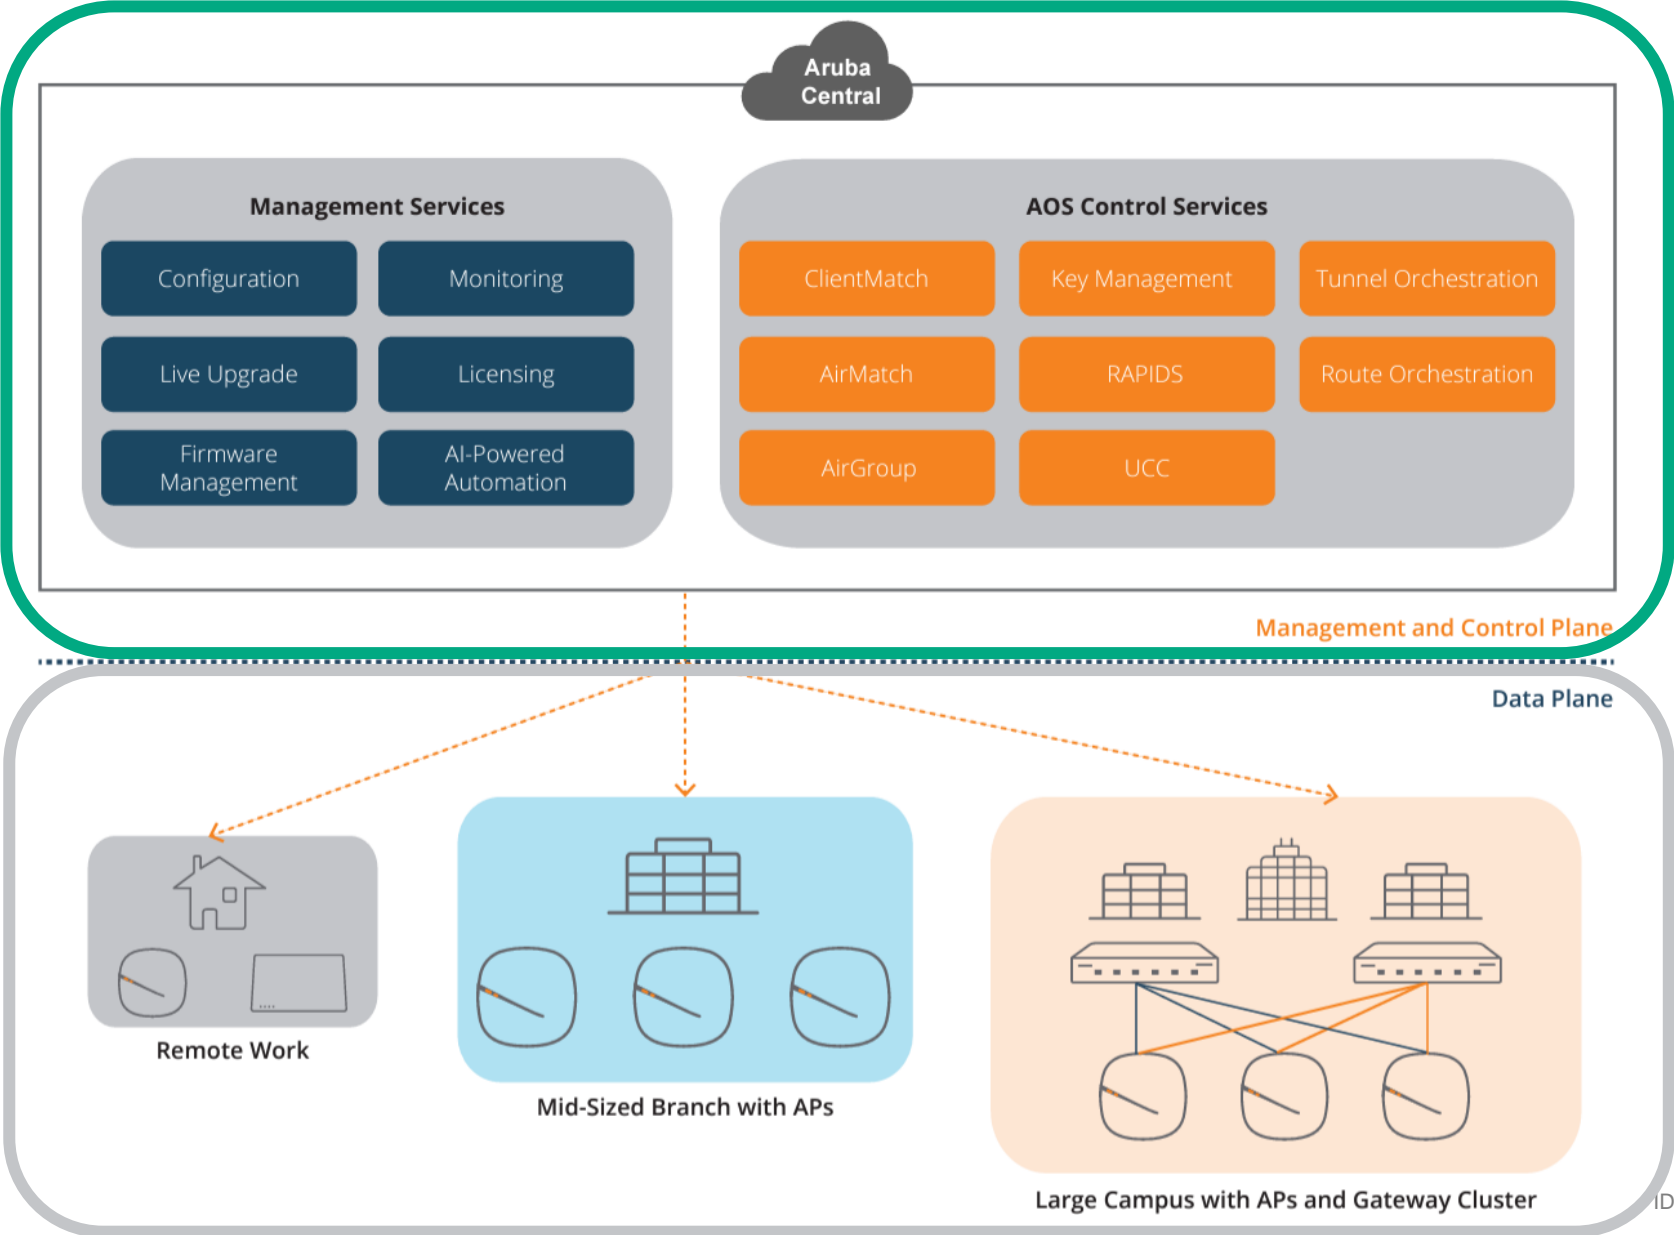 Aruba
Central
Management Services
AOS Control Services
Configuration
Monitoring
ClientMatch
Key Management
Tunnel Orchestration
Live Upgrade
Licensing
AirMatch
RAPIDS
Route Orchestration
Firmware
Management
AI-Powered
Automation
AirGroup
UCC
Management and Control Plane
Data Plane
Remote Work
Mid-Sized Branch with APs
Large Campus with APs and Gateway Cluster
ID